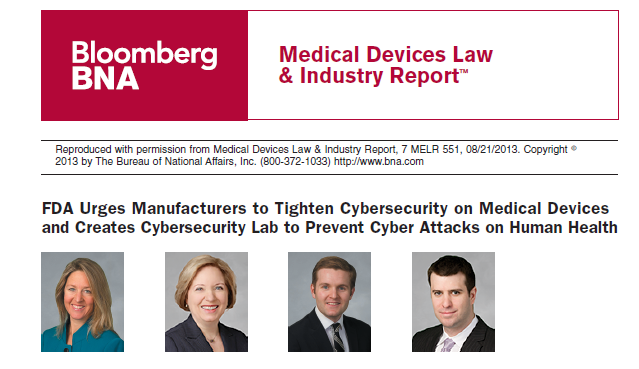 Bloomberg
BNA
Medical Devices Law
& Industry Report™
Reproduced with permission from Medical Devices Law & Industry Report, 7 MELR 551, 08/21/2013. Copyright ©
2013 by The Bureau of National Affairs, Inc. (800-372-1033) http://www.bna.com
FDA Urges Manufacturers to Tighten Cybersecurity on Medical Devices
and Creates Cybersecurity Lab to Prevent Cyber Attacks on Human Health